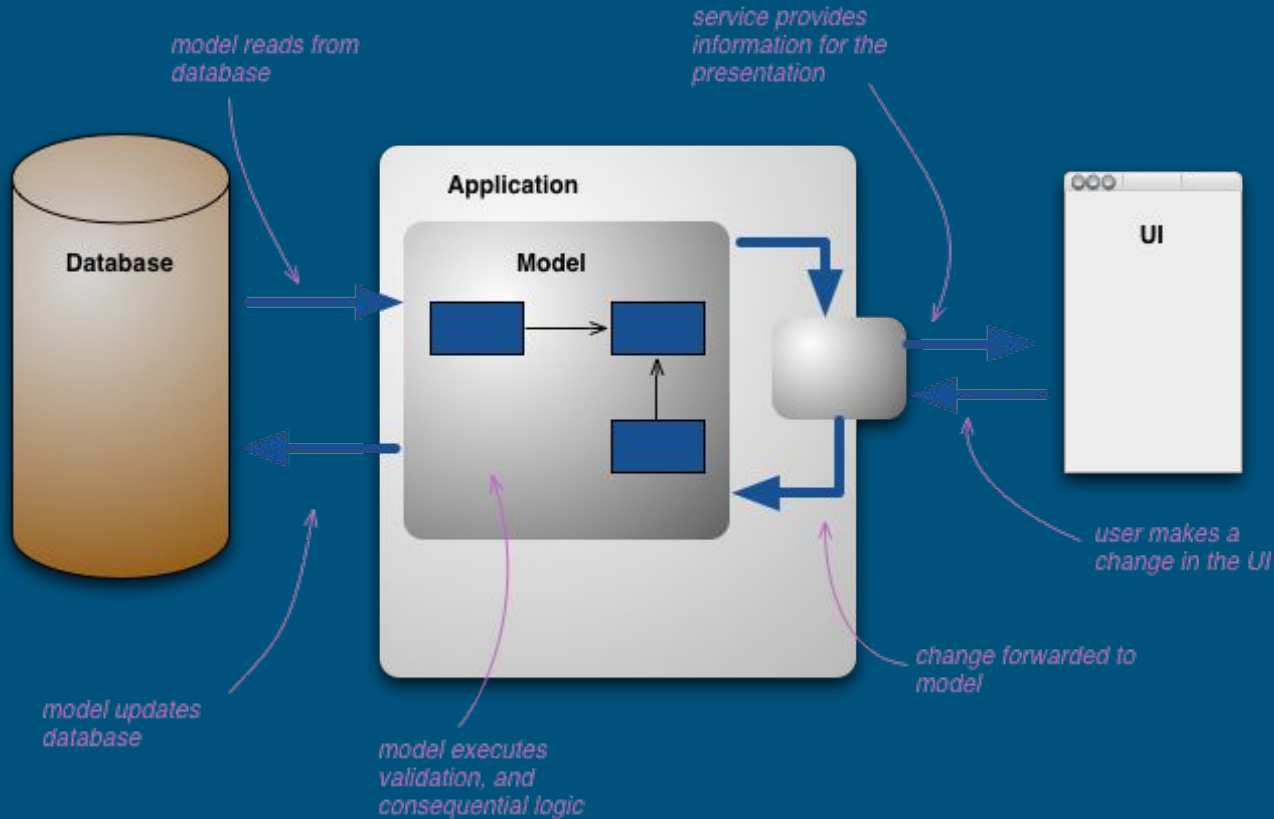 service provides
information for the
presentation
model reads from
database
Application
UI
Database
Model
user makes a
change in the UI
change forwarded to
model
model updates
database
model executes
validation, and
consequential logic